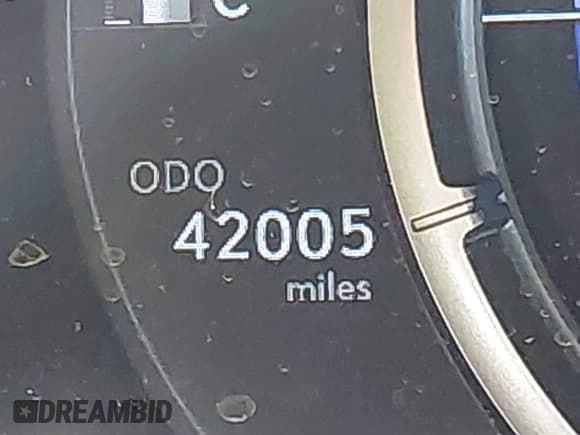 C
ODO
42005
miles
DREAMBID